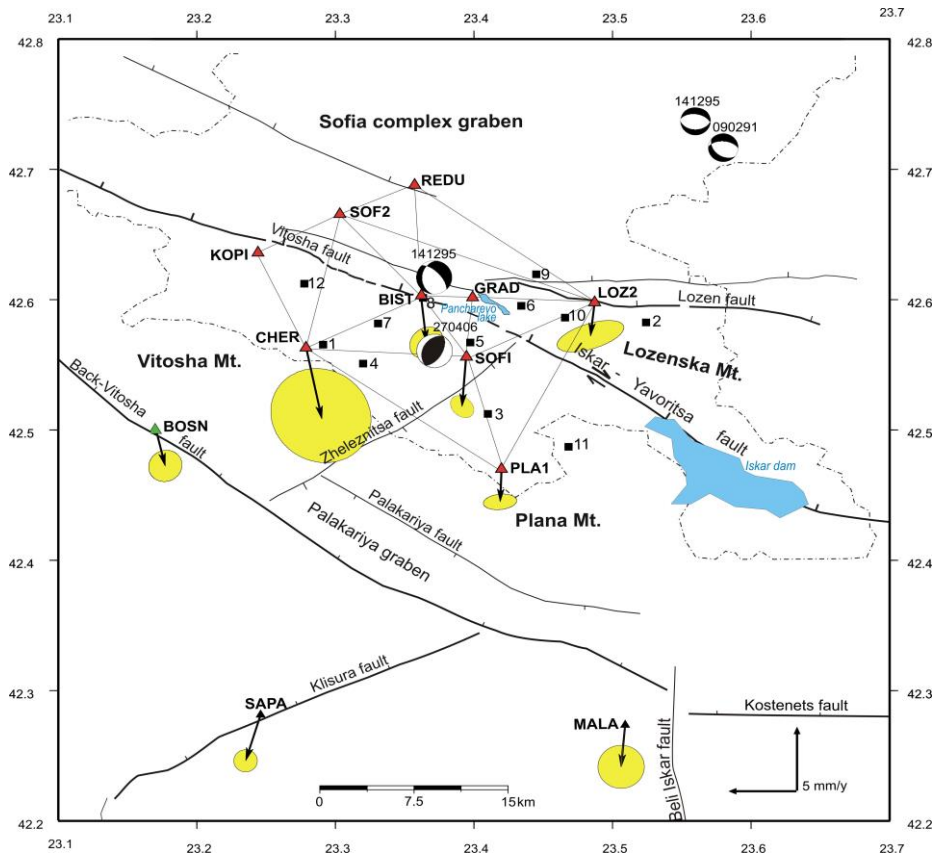 23.1
23.2
23.3
23.4
23.5
23.6
23.7
42.8
42.8
141295
090291
Sofia complex graben
42.7
42.7
REDU
SOF2
KOPI
Vitosha fault
141295
9
12
BIST
8
GRAD
LOZ2
42.6
42.6
Pancharevo
lake
6
10
Lozen fault
7
2
270406
CHER
1
5
SOFI
4
Vitosha Mt.
Lozenska Mt.
Iskar
Yavoritsa
fault
Back-Vitosha
fault
BOSN
Zheleznitsa fault
3
42.5
42.5
11
PLA1
Iskar dam
Plana Mt.
Palakariya fault
Palakariya graben
42.4
42.4
Klisura fault
SAPA
42.3
42.3
MALA
Kostenets fault
Beli Iskar fault
5 mm/y
0
7.5
15km
42.2
42.2
23.1
23.2
23.3
23.4
23.5
23.6
23.7